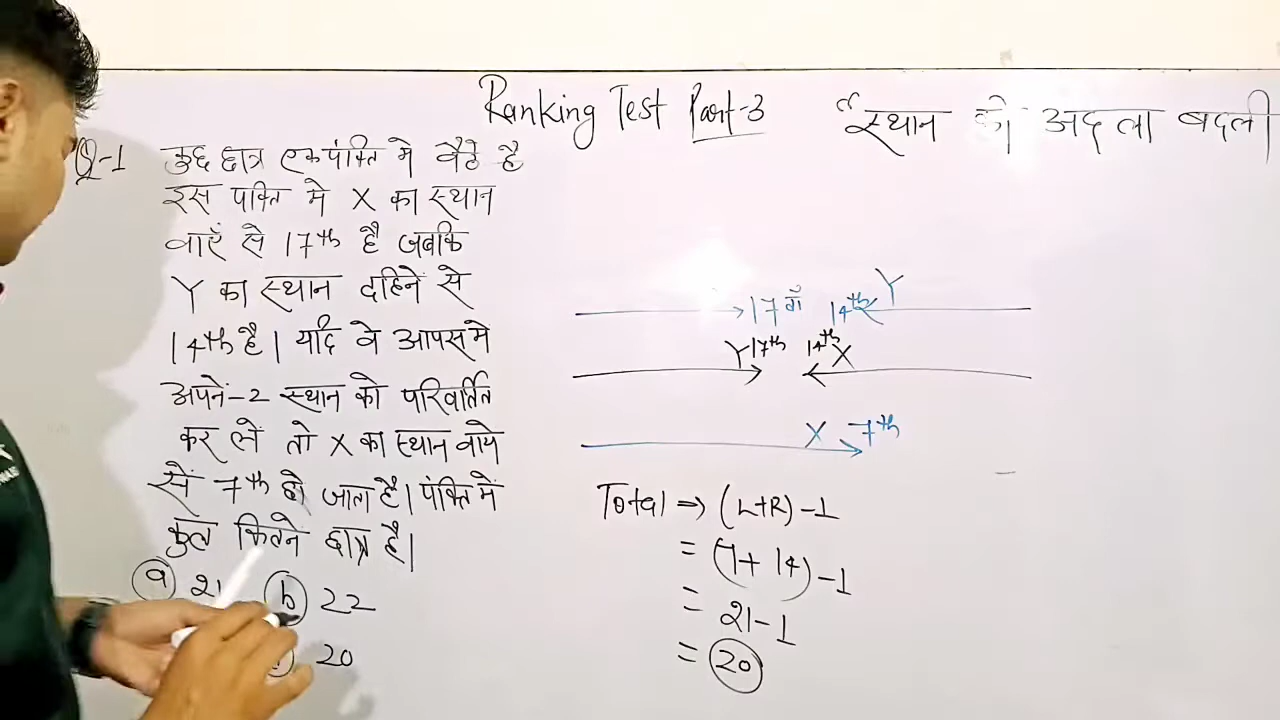 Ranking Test Part-3 "स्थान की अदला बदली
Q-1 कुछ छात्र एक पंक्ति में बैठे है
इस पंक्ति में X का स्थान
बाएँ से 17th है जबकि
Y का स्थान दाहिने से
14th है। यदि वे आपस में
अपने-2 स्थान को परिवर्तित
कर लें तो X का स्थान बायें
से 7th हो जाता है। पंक्ति में
कुल कितने छात्र है।
a 21 b 22
20
17 वाँ 14th Y
Y 17th 14th X
X 7th
Total ⇒ (L+R) -1
= (7+ 14) -1
= 21-1
= 20